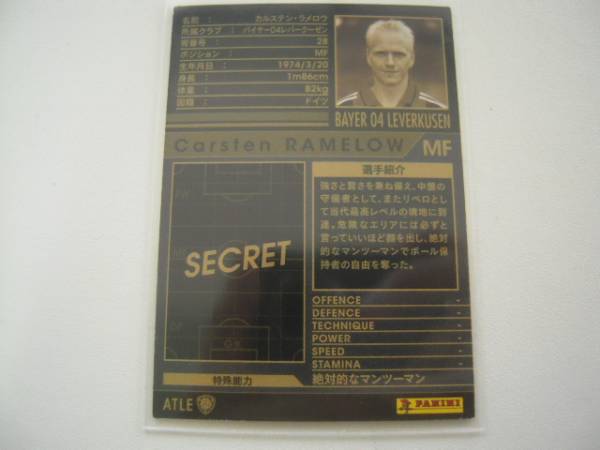 名前 : カルステン・ラメロウ
所属クラブ : バイヤー04レバークーゼン
背番号 : 28
ポジション : MF
生年月日 : 1974/3/20
身長 : 1m86cm
体重 : 82kg
国籍 : ドイツ
BAYER 04 LEVERKUSEN
Carsten RAMELOW
MF
SECRET
GK
選手紹介
強さと賢さを兼ね備え、中盤の
守備者として、またリベロとし
て当代最高レベルの境地に到
達。危険なエリアには必ずと
言っていいほど顔を出し、絶対
的なマンツーマンでボール保
持者の自由を奪った。
OFFENCE -
DEFENCE -
TECHNIQUE -
POWER -
SPEED -
STAMINA -
特殊能力
絶対的なマンツーマン
ATLE
PANINI